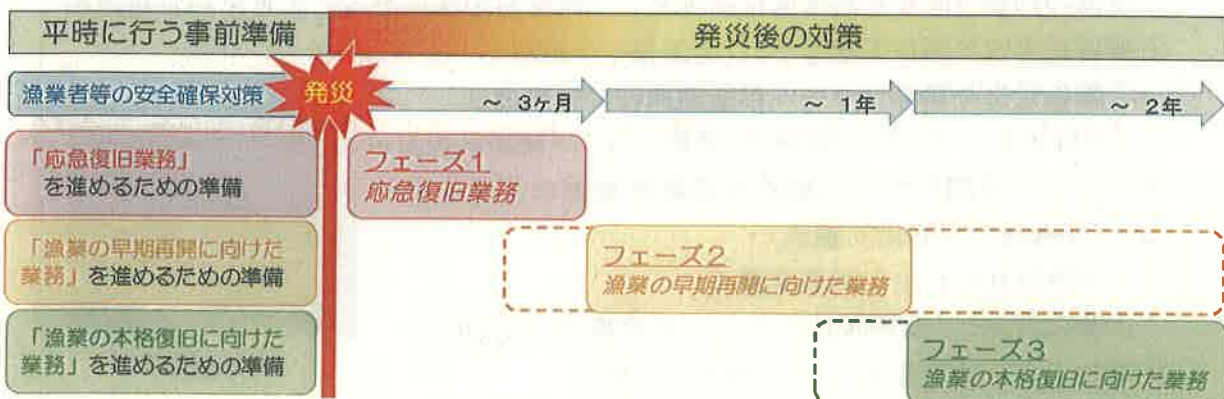 平時に行う事前準備
発災後の対策
漁業者等の安全確保対策
発災
～ 3ヶ月
～ 1年
～ 2年
「応急復旧業務」
を進めるための準備
フェーズ1
応急復旧業務
「漁業の早期再開に向けた
業務」を進めるための準備
フェーズ2
漁業の早期再開に向けた業務
「漁業の本格復旧に向けた
業務」を進めるための準備
フェーズ3
漁業の本格復旧に向けた業務